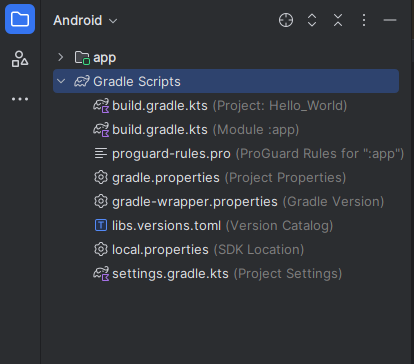 Android
app
Gradle Scripts
build.gradle.kts (Project: Hello_World)
build.gradle.kts (Module :app)
proguard-rules.pro (ProGuard Rules for ":app")
gradle.properties (Project Properties)
gradle-wrapper.properties (Gradle Version)
libs.versions.toml (Version Catalog)
local.properties (SDK Location)
settings.gradle.kts (Project Settings)